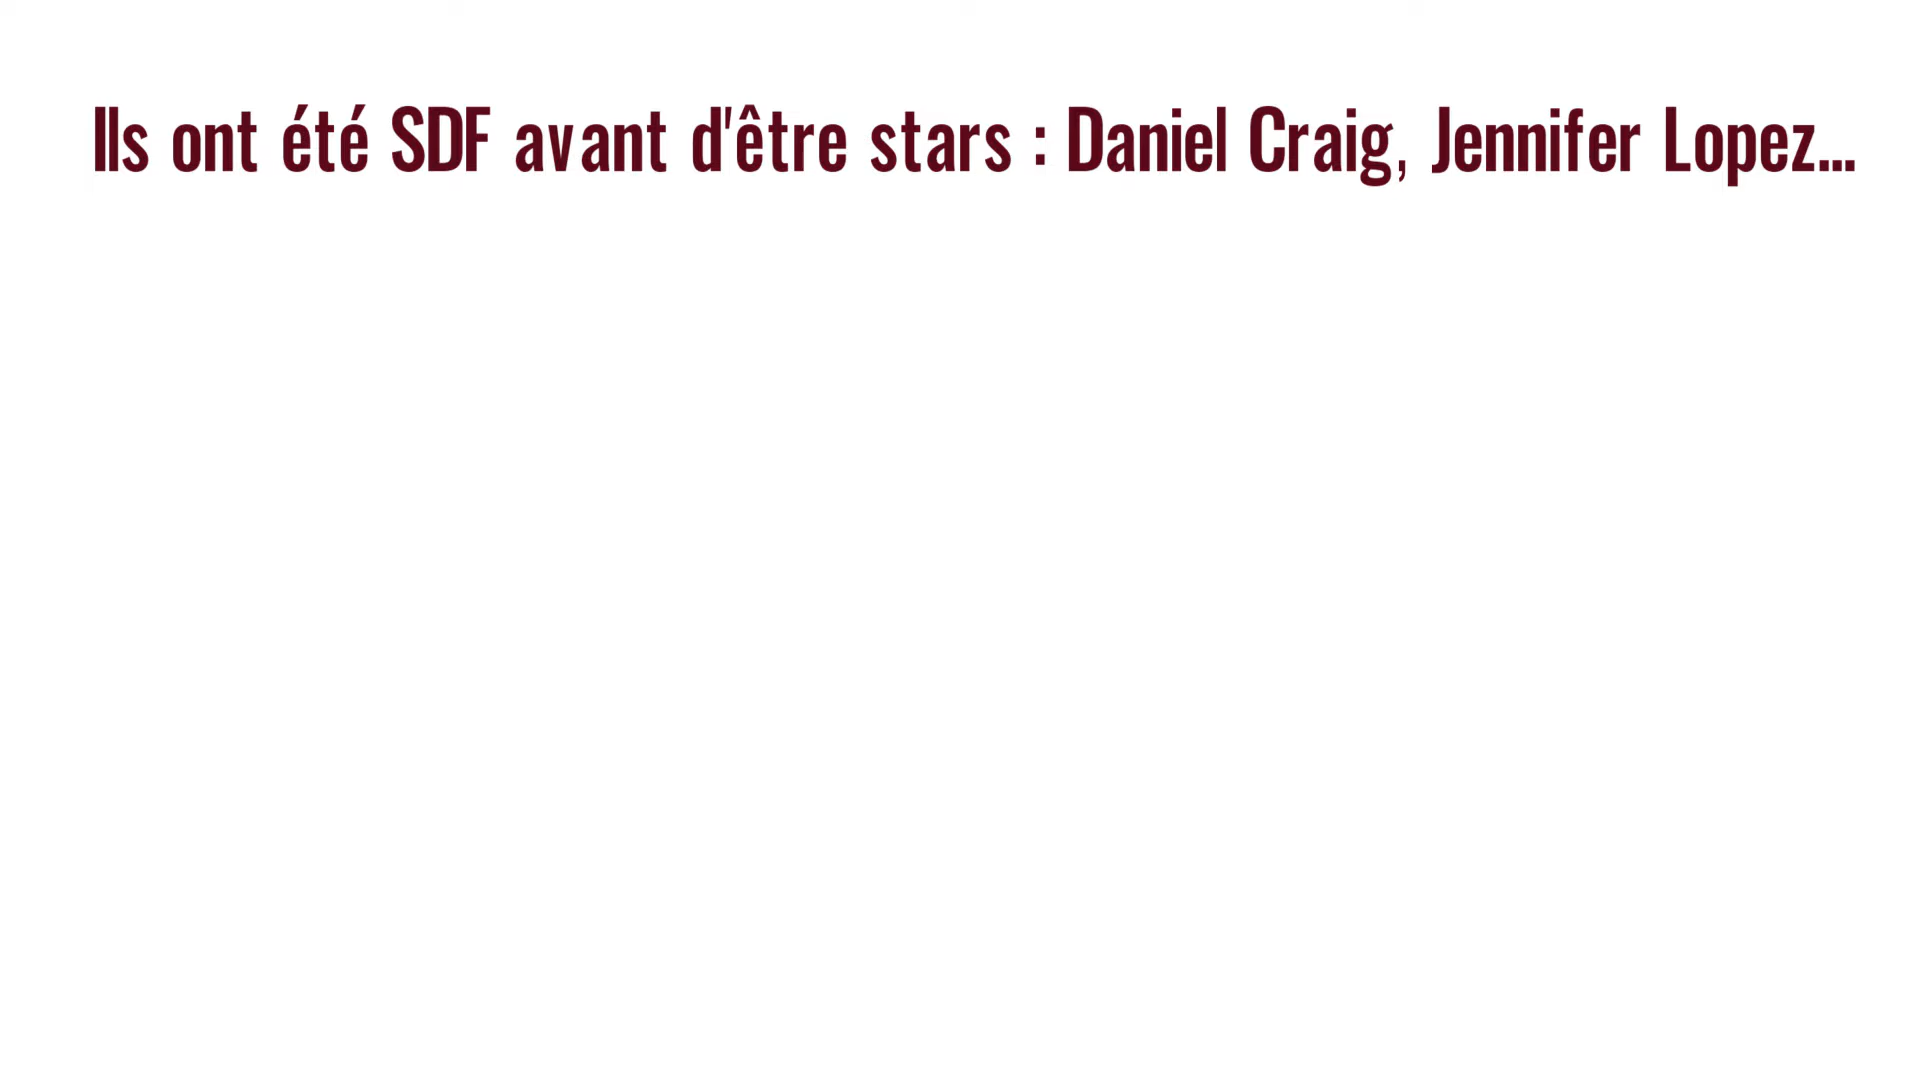 Ils ont été SDF avant d'être stars : Daniel Craig, Jennifer Lopez...